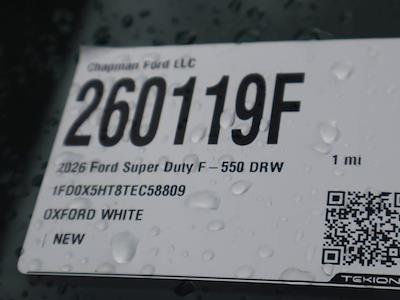 Chapman Ford LLC
260119F
2026 Ford Super Duty F-550 DRW 1 mi
1FD0X5HT8TEC58809
OXFORD WHITE
NEW
TEKION